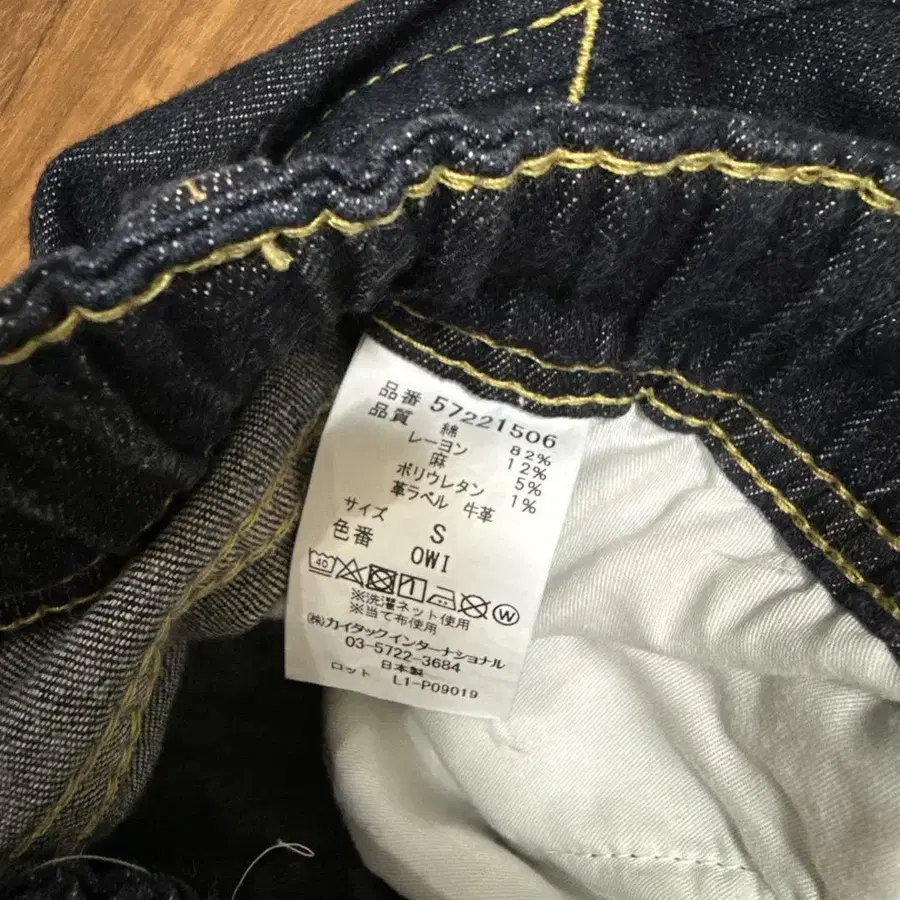 品番 57221506
品質 綿 82%
レーヨン 12%
麻 5%
ポリウレタン 1%
革ラベル 牛革
サイズ S
色番 OWI
40 W
※洗濯ネット使用
※当て布使用
㈱カイタックインターナショナル
03-5722-3684
日本製
ロット L1-P09019